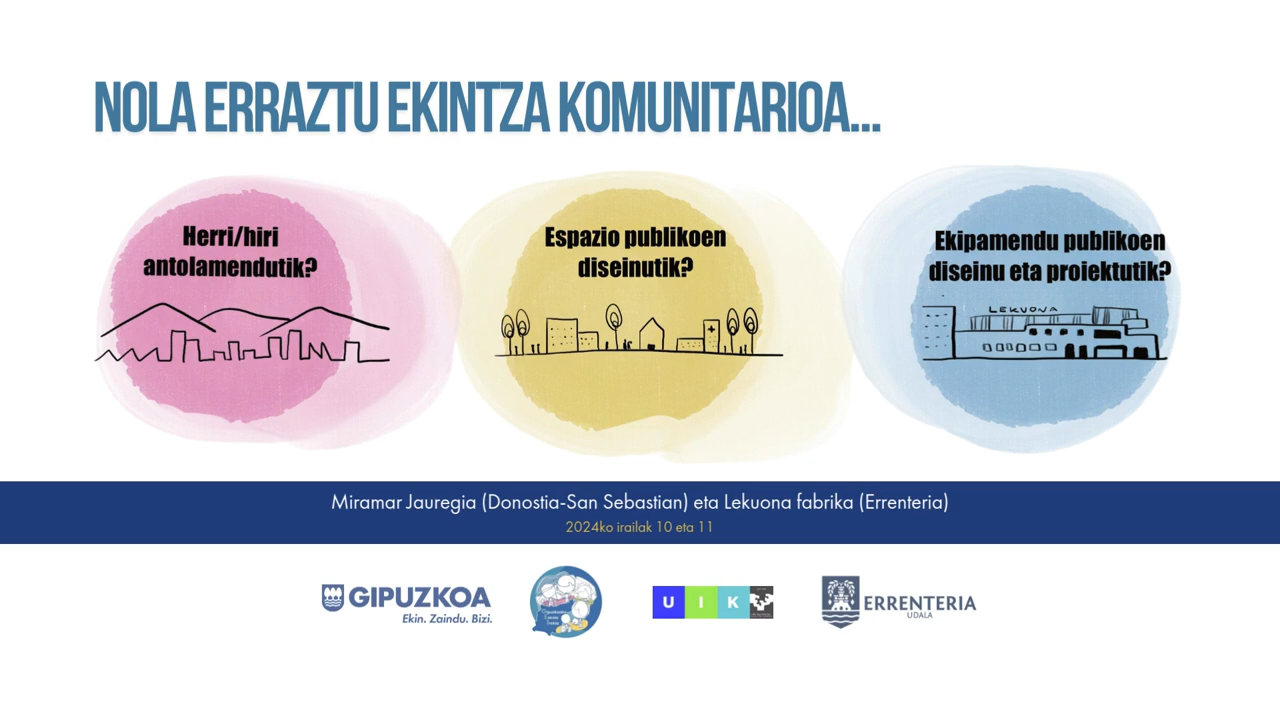 NOLA ERRAZTU EKINTZA KOMUNITARIOA...
Herri/hiri
antolamendutik?
Espazio publikoen
diseinutik?
Ekipamendu publikoen
diseinu eta proiektutik?
LEKUONA
Miramar Jauregia (Donostia-San Sebastian) eta Lekuona fabrika (Errenteria)
2024ko irailak 10 eta 11
GIPUZKOA
Ekin. Zaindu. Bizi.
U I K
ERRENTERIA
UDALA